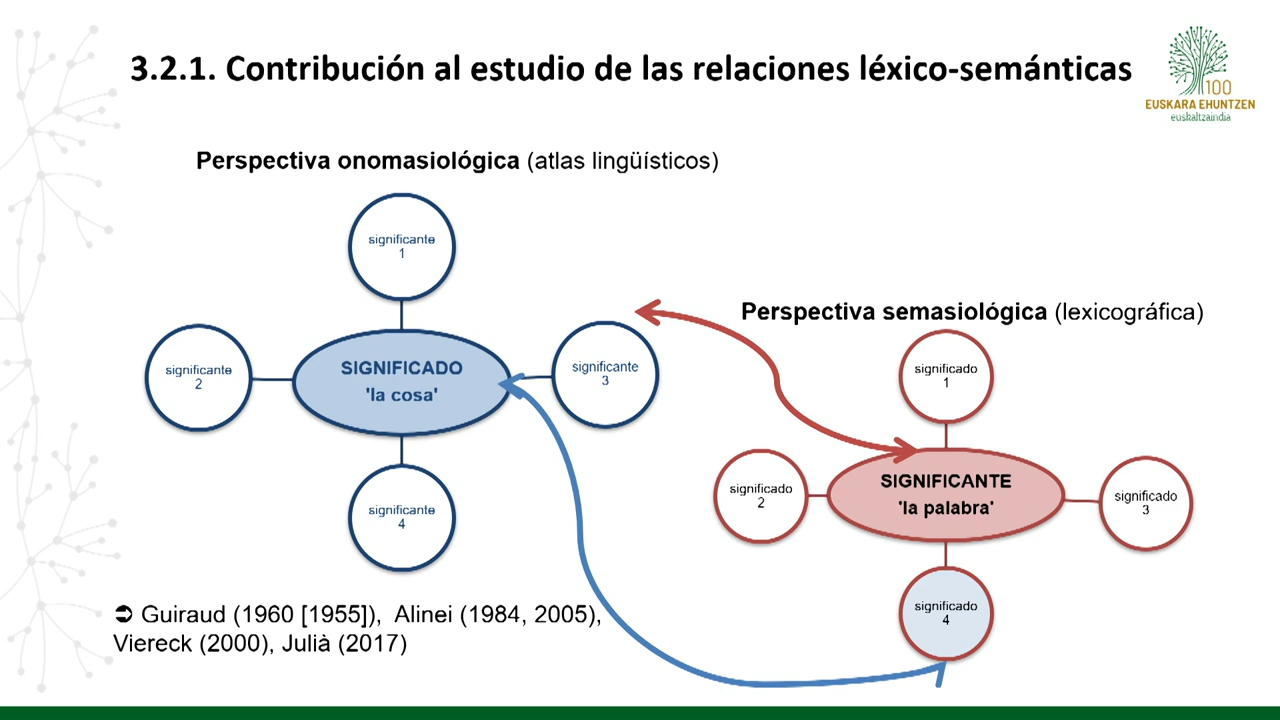 3.2.1. Contribución al estudio de las relaciones léxico-semánticas
100
EUSKARA EHUNTZEN
euskaltzaindia
Perspectiva onomasiológica (atlas lingüísticos)
significante
1
significante
2
SIGNIFICADO
'la cosa'
significante
3
significante
4
Perspectiva semasiológica (lexicográfica)
significado
1
significado
2
SIGNIFICANTE
'la palabra'
significado
3
significado
4
➲ Guiraud (1960 [1955]), Alinei (1984, 2005),
Viereck (2000), Julià (2017)